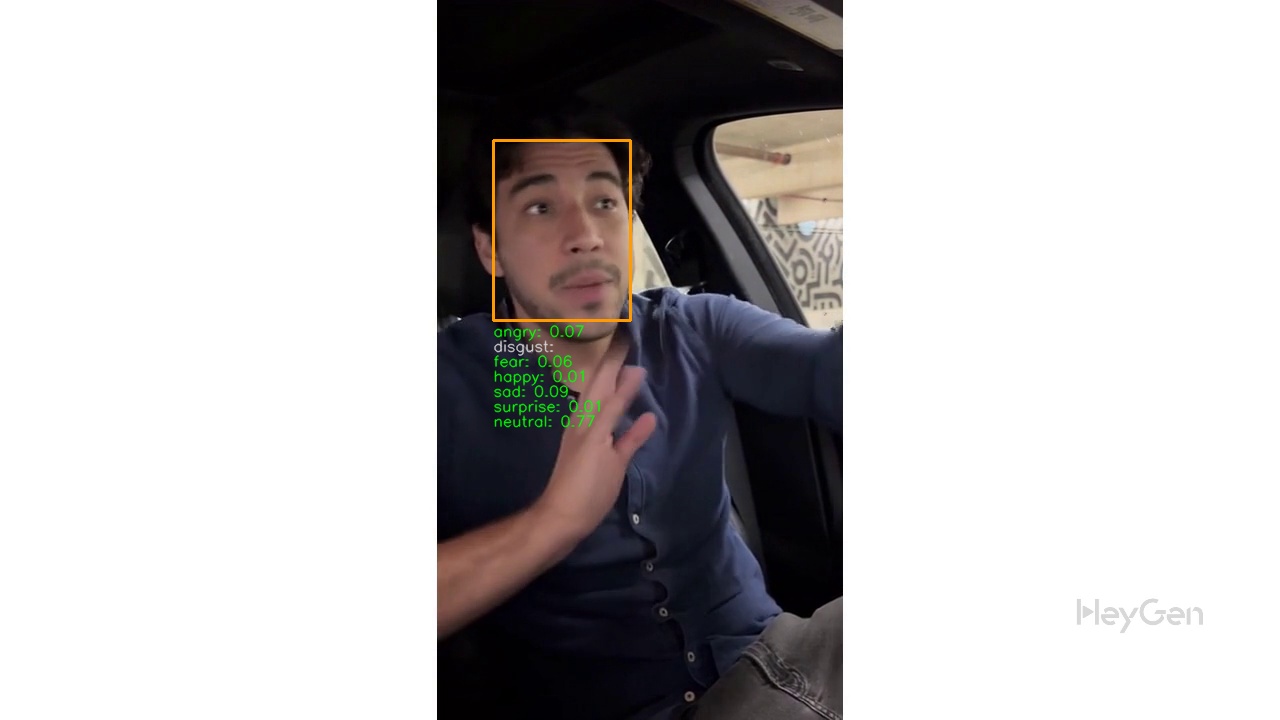 angry: 0.07
disgust:
fear: 0.06
happy: 0.01
sad: 0.09
surprise: 0.01
neutral: 0.77
HeyGen